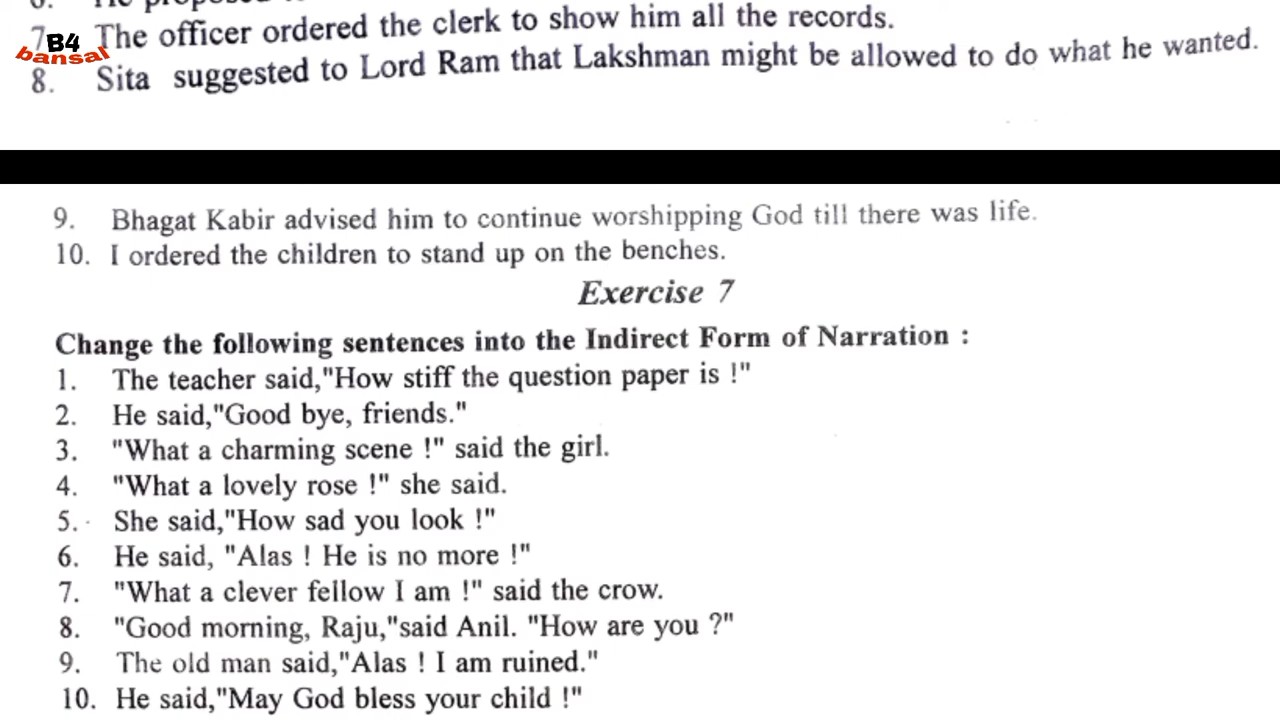 7. The officer ordered the clerk to show him all the records.
B4
bansal
8. Sita suggested to Lord Ram that Lakshman might be allowed to do what he wanted.
9. Bhagat Kabir advised him to continue worshipping God till there was life.
10. I ordered the children to stand up on the benches.
Exercise 7
Change the following sentences into the Indirect Form of Narration :
1. The teacher said,"How stiff the question paper is !"
2. He said,"Good bye, friends."
3. "What a charming scene !" said the girl.
4. "What a lovely rose !" she said.
5. She said,"How sad you look !"
6. He said, "Alas ! He is no more !"
7. "What a clever fellow I am !" said the crow.
8. "Good morning, Raju,"said Anil. "How are you ?"
9. The old man said,"Alas ! I am ruined."
10. He said,"May God bless your child !"